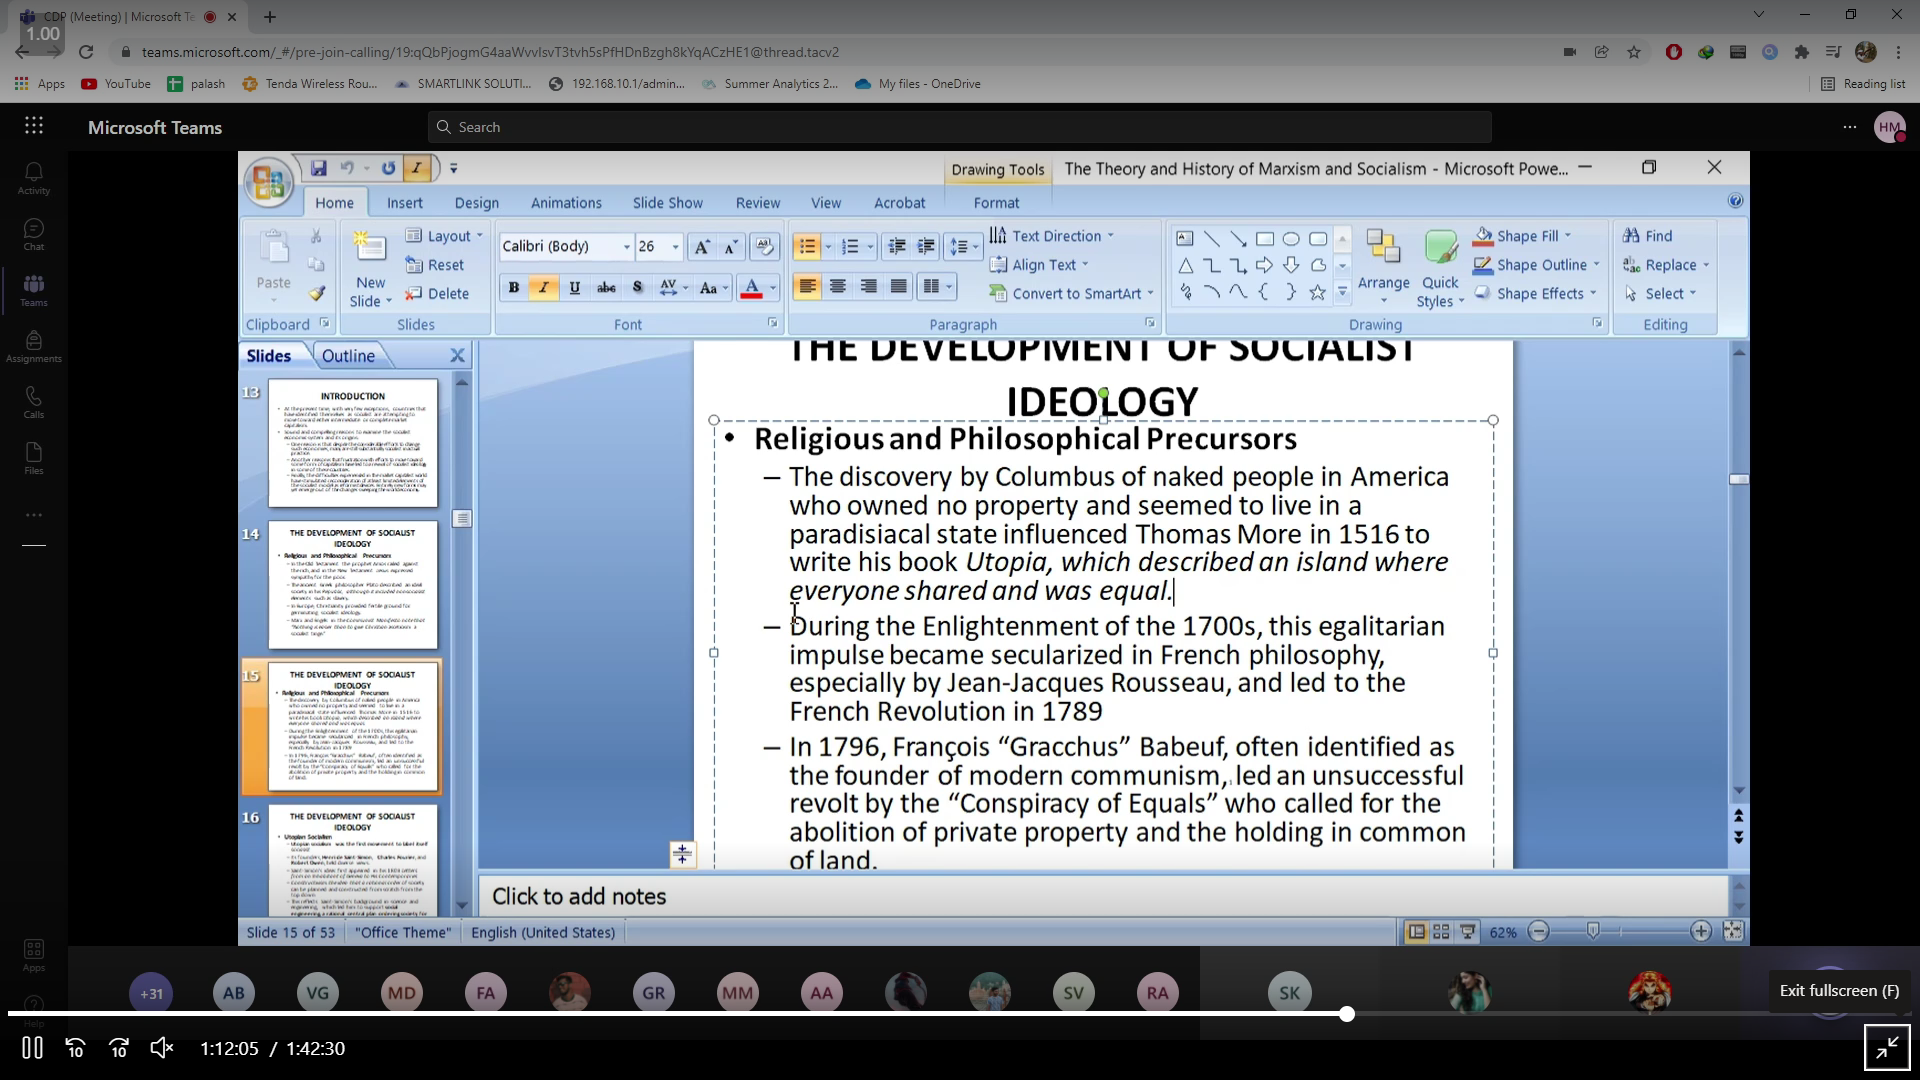 CDP (Meeting) | Microsoft Te
1.00
teams.microsoft.com/_#/pre-join-calling/19:qQbPjogmG4aaWvvIsvT3tvh5sPfHDnBzgh8kYqACzHE1@thread.tacv2
Apps YouTube palash Tenda Wireless Rou... SMARTLINK SOLUTI... 192.168.10.1/admin... Summer Analytics 2... My files - OneDrive Reading list
Microsoft Teams Search HM
Activity
Chat
Teams
Assignments
Calls
Files
Apps
Help
Drawing Tools The Theory and History of Marxism and Socialism - Microsoft Powe...
Home Insert Design Animations Slide Show Review View Acrobat Format
Paste
Clipboard
New Slide
Layout
Reset
Delete
Slides
Calibri (Body) 26
B I U abc S AV Aa A
Font
Text Direction
Align Text
Convert to SmartArt
Paragraph
Arrange
Quick Styles
Shape Fill
Shape Outline
Shape Effects
Drawing
Find
Replace
Select
Editing
Slides Outline
13
INTRODUCTION
14
THE DEVELOPMENT OF SOCIALIST
IDEOLOGY
15
THE DEVELOPMENT OF SOCIALIST
IDEOLOGY
16
THE DEVELOPMENT OF SOCIALIST
IDEOLOGY
THE DEVELOPMENT OF SOCIALIST
IDEOLOGY
• Religious and Philosophical Precursors
– The discovery by Columbus of naked people in America
who owned no property and seemed to live in a
paradisiacal state influenced Thomas More in 1516 to
write his book Utopia, which described an island where
everyone shared and was equal.
– During the Enlightenment of the 1700s, this egalitarian
impulse became secularized in French philosophy,
especially by Jean-Jacques Rousseau, and led to the
French Revolution in 1789
– In 1796, François “Gracchus” Babeuf, often identified as
the founder of modern communism, led an unsuccessful
revolt by the “Conspiracy of Equals” who called for the
abolition of private property and the holding in common
of land.
Click to add notes
Slide 15 of 53 "Office Theme" English (United States) 62%
+31 AB VG MD FA GR MM AA SV RA SK
Exit fullscreen (F)
10 10 1:12:05 / 1:42:30